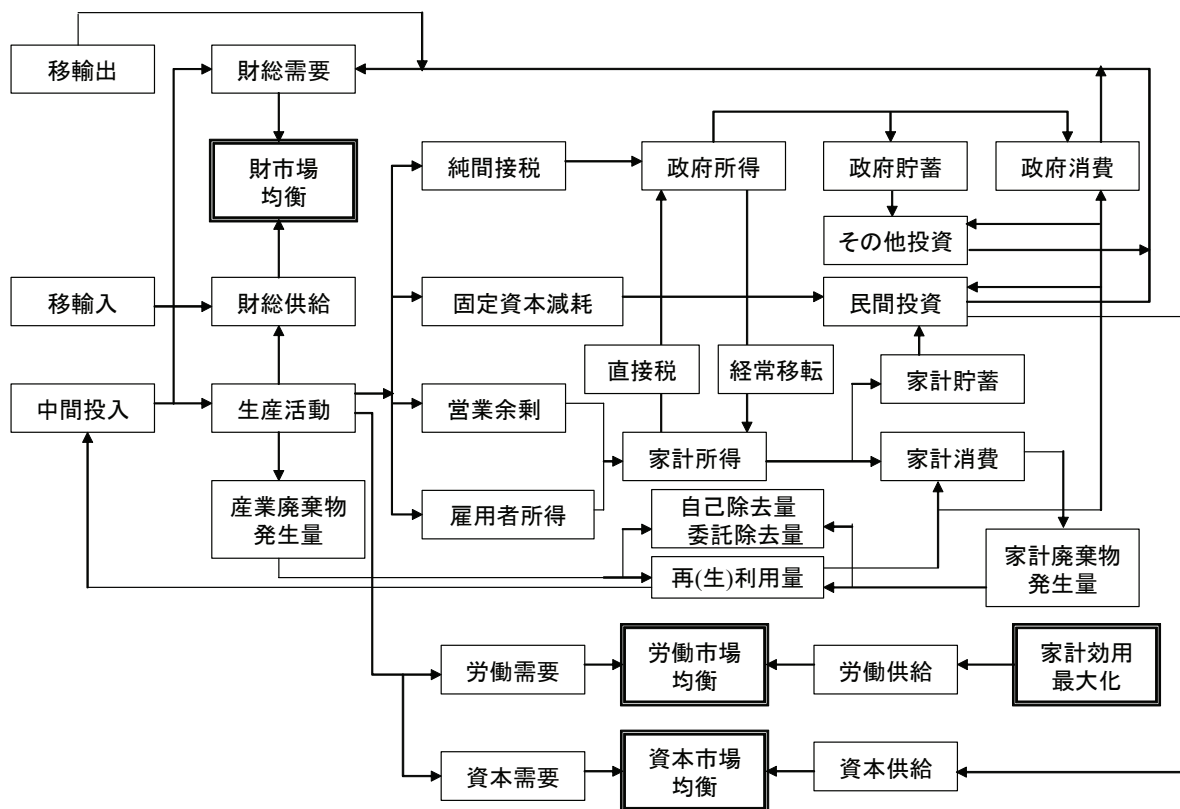 移輸出
財総需要
財市場
均衡
純間接税
政府所得
政府貯蓄
政府消費
その他投資
移輸入
財総供給
固定資本減耗
民間投資
直接税
経常移転
家計貯蓄
中間投入
生産活動
営業余剰
家計所得
家計消費
産業廃棄物
発生量
雇用者所得
自己除去量
委託除去量
再(生)利用量
家計廃棄物
発生量
労働需要
労働市場
均衡
労働供給
家計効用
最大化
資本需要
資本市場
均衡
資本供給